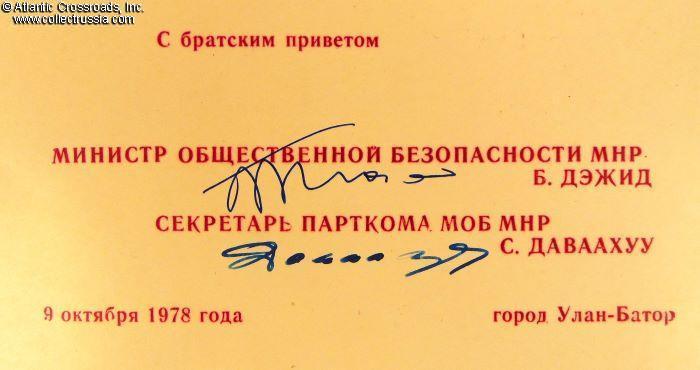 © Atlantic Crossroads, Inc.
www.collectrussia.com
С братским приветом
МИНИСТР ОБЩЕСТВЕННОЙ БЕЗОПАСНОСТИ МНР
Б. ДЭЖИД
СЕКРЕТАРЬ ПАРТКОМА МОБ МНР
С. ДАВААХУУ
9 октября 1978 года город Улан-Батор